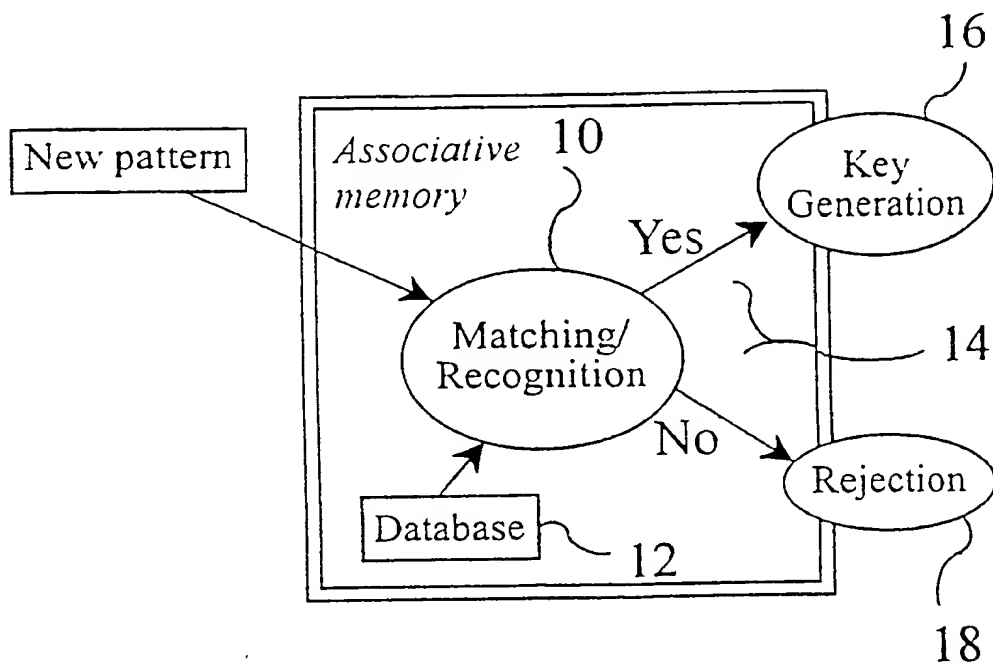 16
New pattern
Associative
memory
10
Key
Generation
Yes
Matching/
Recognition
14
No
Rejection
Database
12
18